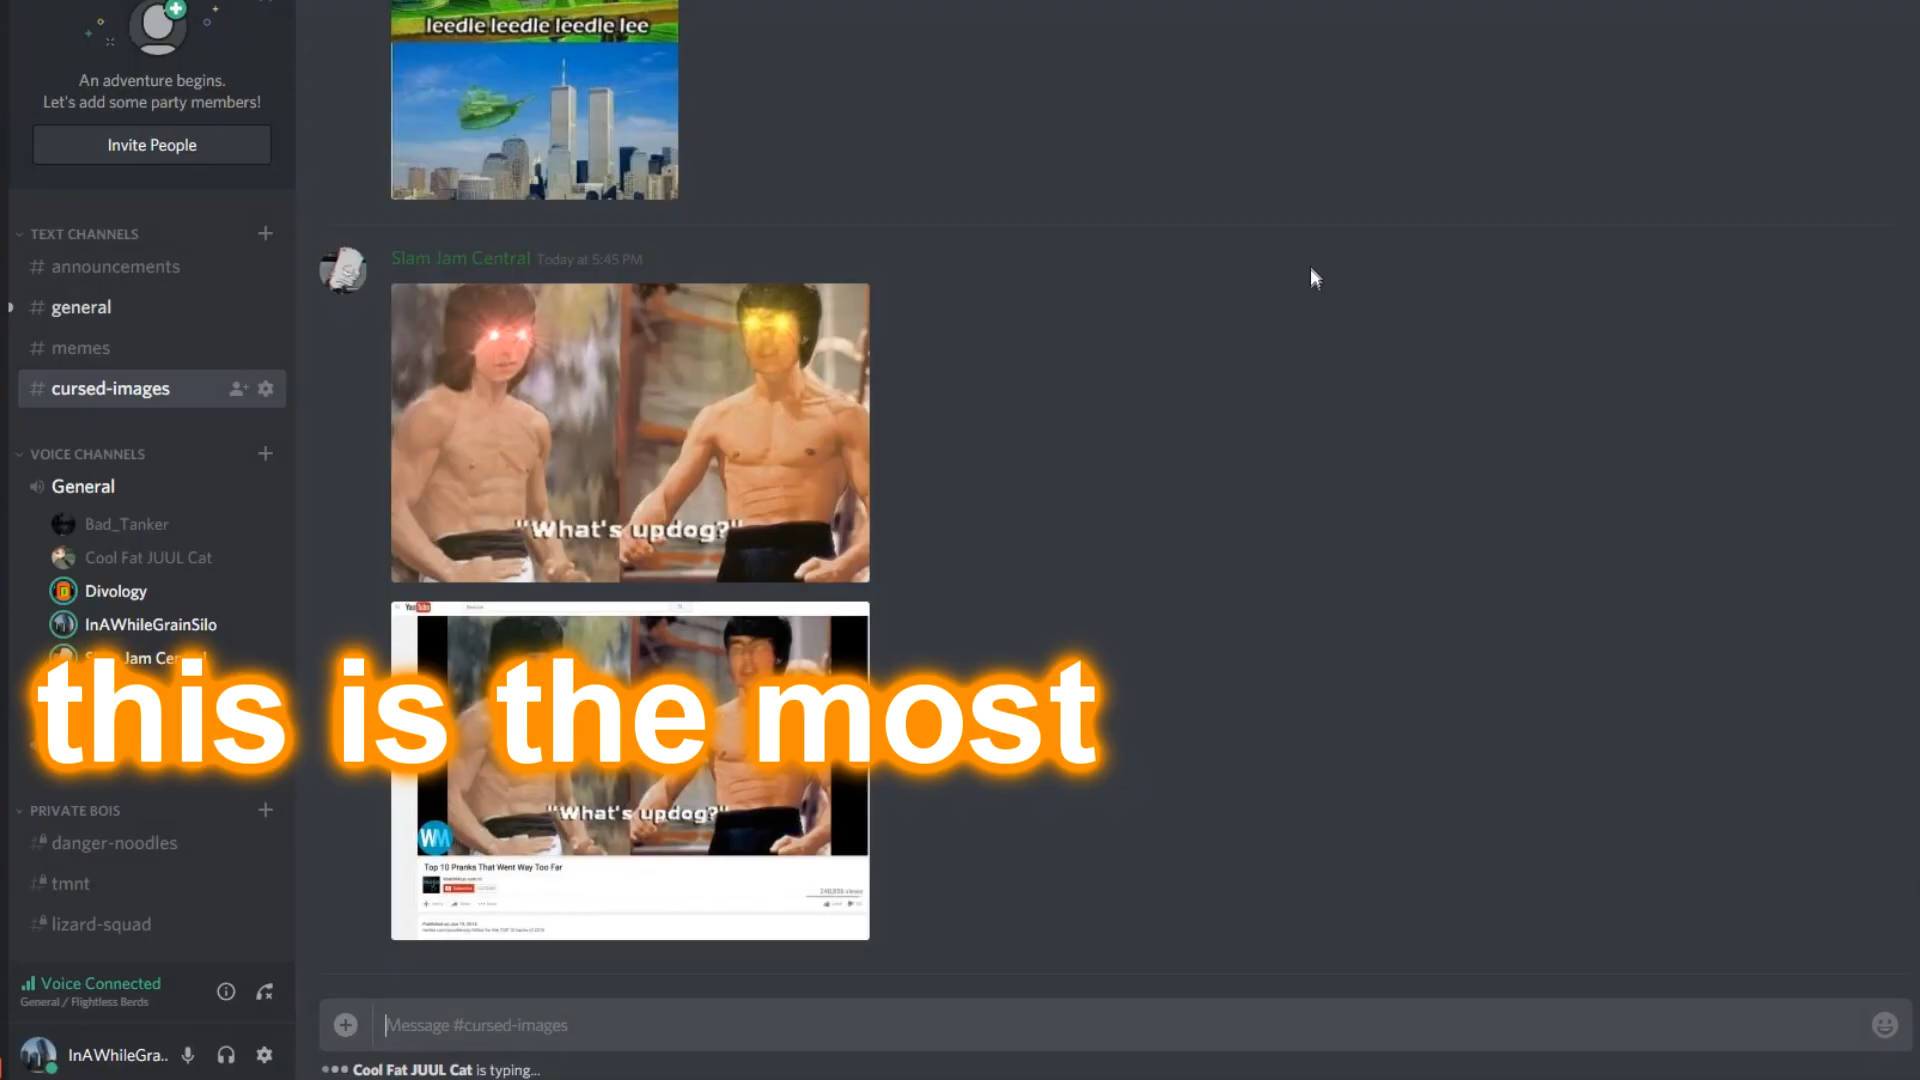 An adventure begins.
Let's add some party members!
Invite People
TEXT CHANNELS
announcements
general
memes
cursed-images
VOICE CHANNELS
General
Bad_Tanker
Cool Fat JUUL Cat
Divology
InAWhileGrainSilo
Jam Ce
PRIVATE BOIS
danger-noodles
tmnt
lizard-squad
Voice Connected
General / Flightless Berds
InAWhileGra..
leedle leedle leedle lee
Slam Jam Central Today at 5:45 PM
"What's updog?"
YouTube
"What's updog?"
WM
Top 10 Pranks That Went Way Too Far
Subscribe
this is the most
Message #cursed-images
Cool Fat JUUL Cat is typing...